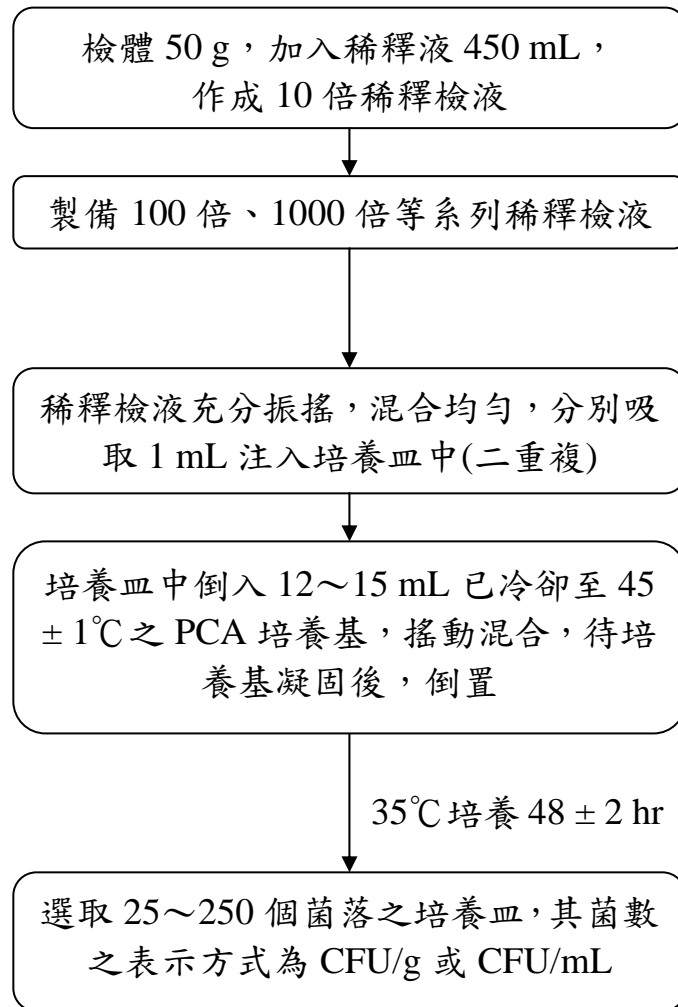 檢體 50 g，加入稀釋液 450 mL，
作成 10 倍稀釋檢液
製備 100 倍、1000 倍等系列稀釋檢液
稀釋檢液充分振搖，混合均勻，分別吸
取 1 mL 注入培養皿中(二重複)
培養皿中倒入 12～15 mL 已冷卻至 45
± 1℃之 PCA 培養基，搖動混合，待培
養基凝固後，倒置
35℃培養 48 ± 2 hr
選取 25～250 個菌落之培養皿，其菌數
之表示方式為 CFU/g 或 CFU/mL